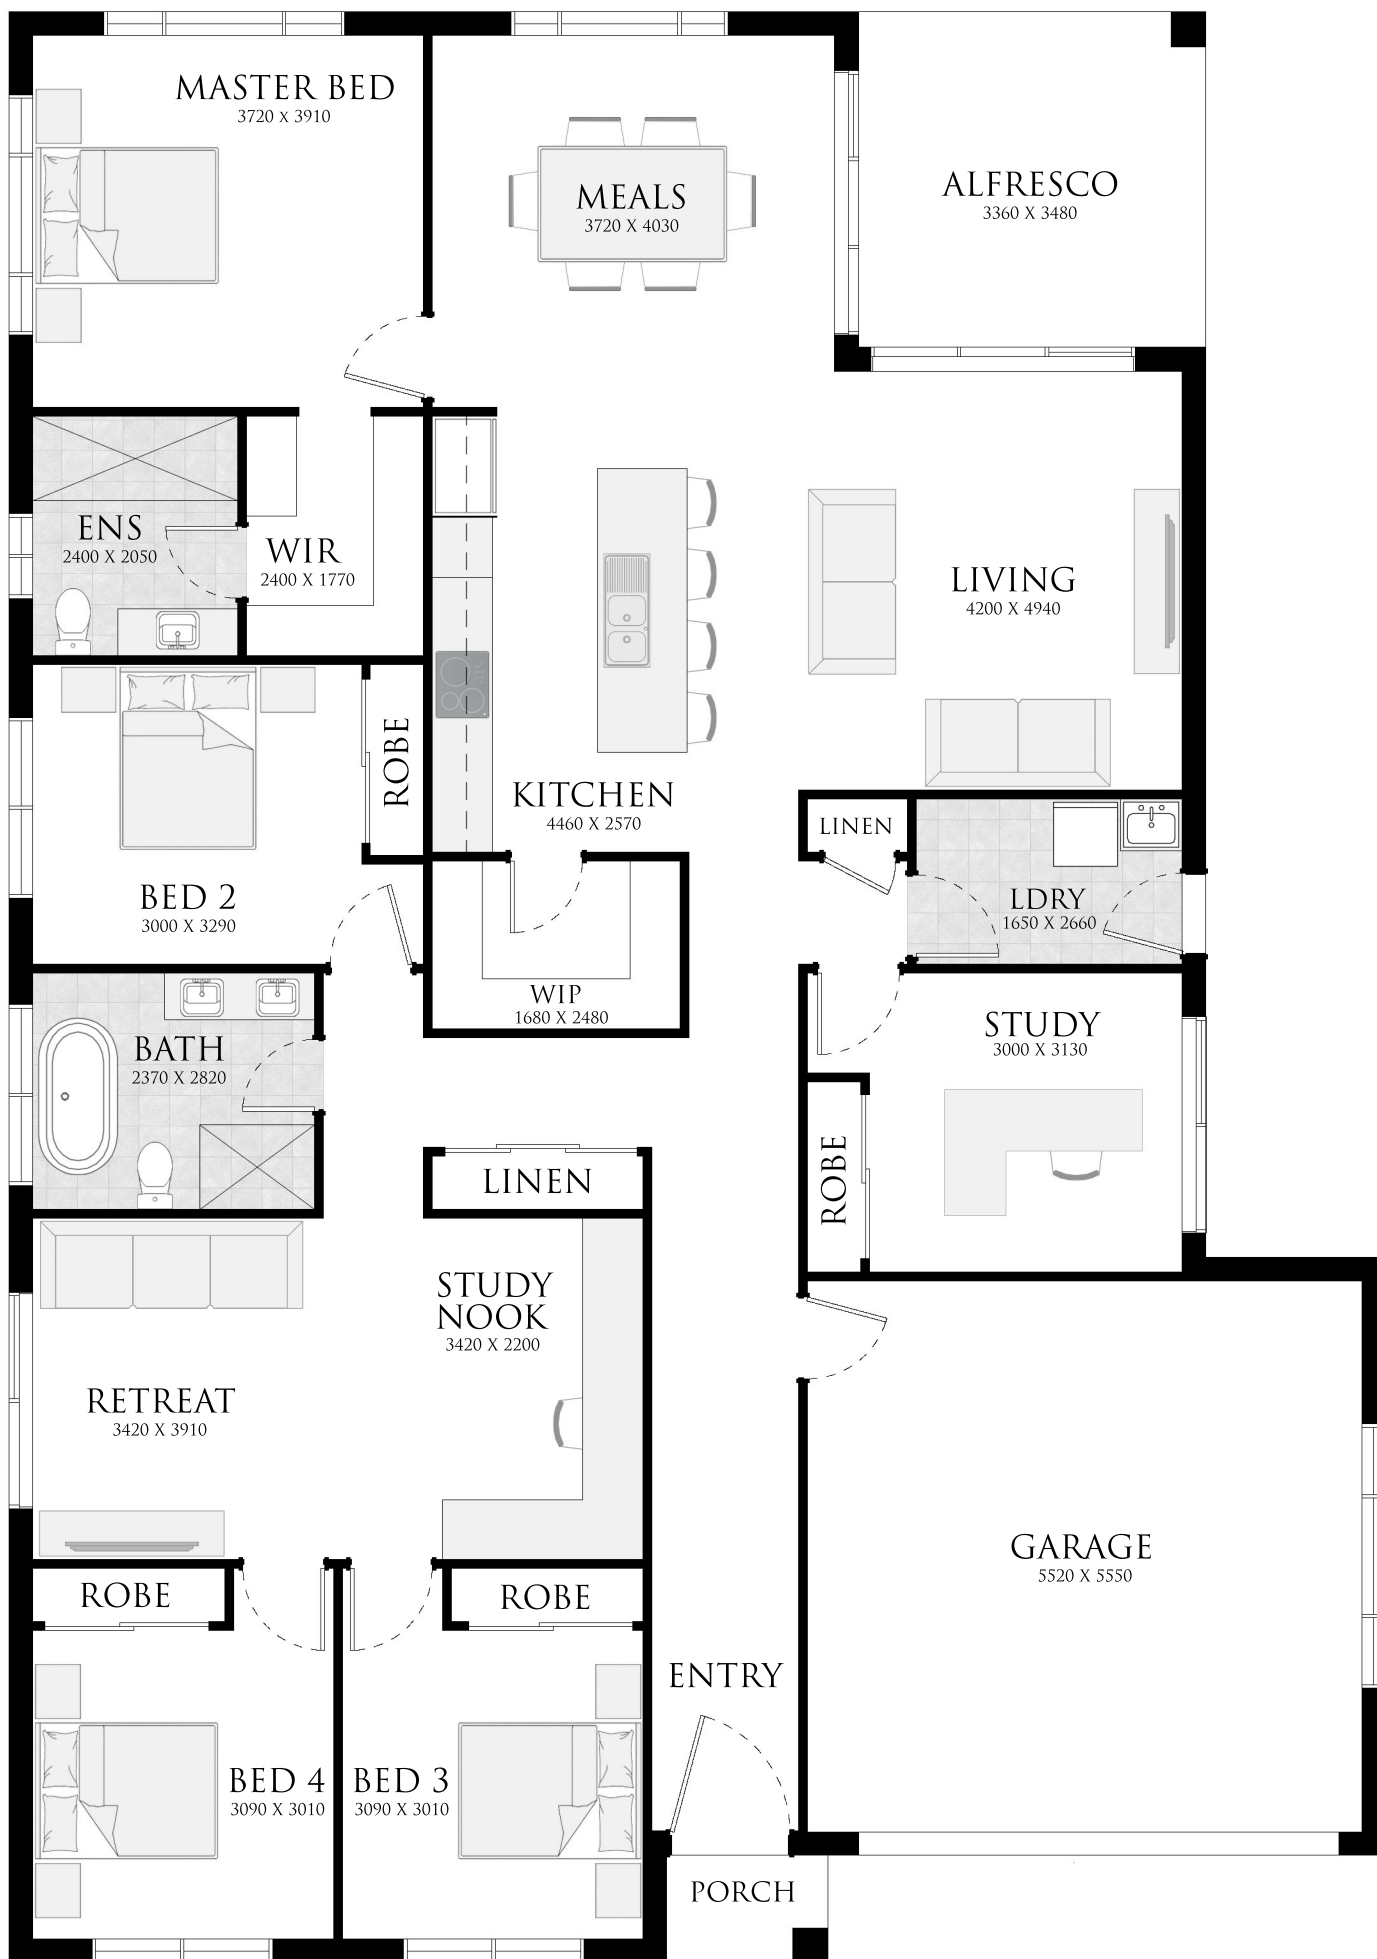 MASTER BED
3720 X 3910
MEALS
3720 X 4030
ALFRESCO
3360 X 3480
ENS
2400 X 2050
WIR
2400 X 1770
LIVING
4200 X 4940
ROBE
KITCHEN
4460 X 2570
LINEN
BED 2
3000 X 3290
LDRY
1650 X 2660
WIP
1680 X 2480
STUDY
3000 X 3130
BATH
2370 X 2820
ROBE
LINEN
STUDY
NOOK
3420 X 2200
RETREAT
3420 X 3910
GARAGE
5520 X 5550
ROBE
ROBE
ENTRY
BED 4
3090 X 3010
BED 3
3090 X 3010
PORCH